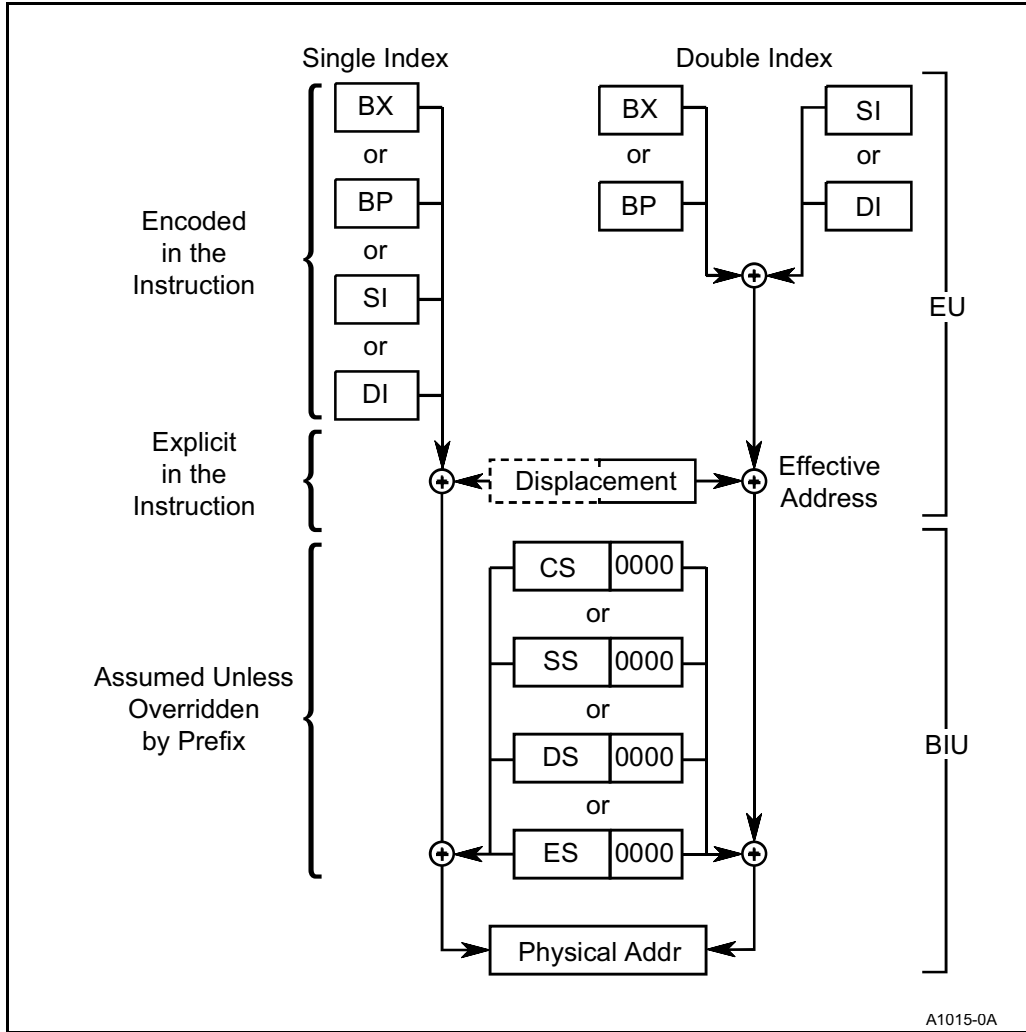 Single Index
Double Index
BX
or
BP
or
SI
or
DI
BX
or
BP
SI
or
DI
Encoded
in the
Instruction
EU
Explicit
in the
Instruction
Displacement
Effective
Address
CS 0000
or
SS 0000
or
DS 0000
or
ES 0000
Assumed Unless
Overridden
by Prefix
BIU
Physical Addr
A1015-0A